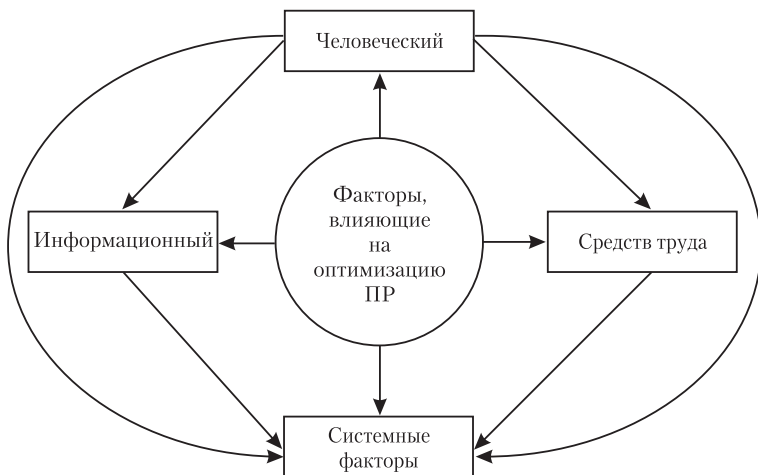 Человеческий
Факторы,
влияющие
на
оптимизацию
ПР
Информационный
Средств труда
Системные
факторы